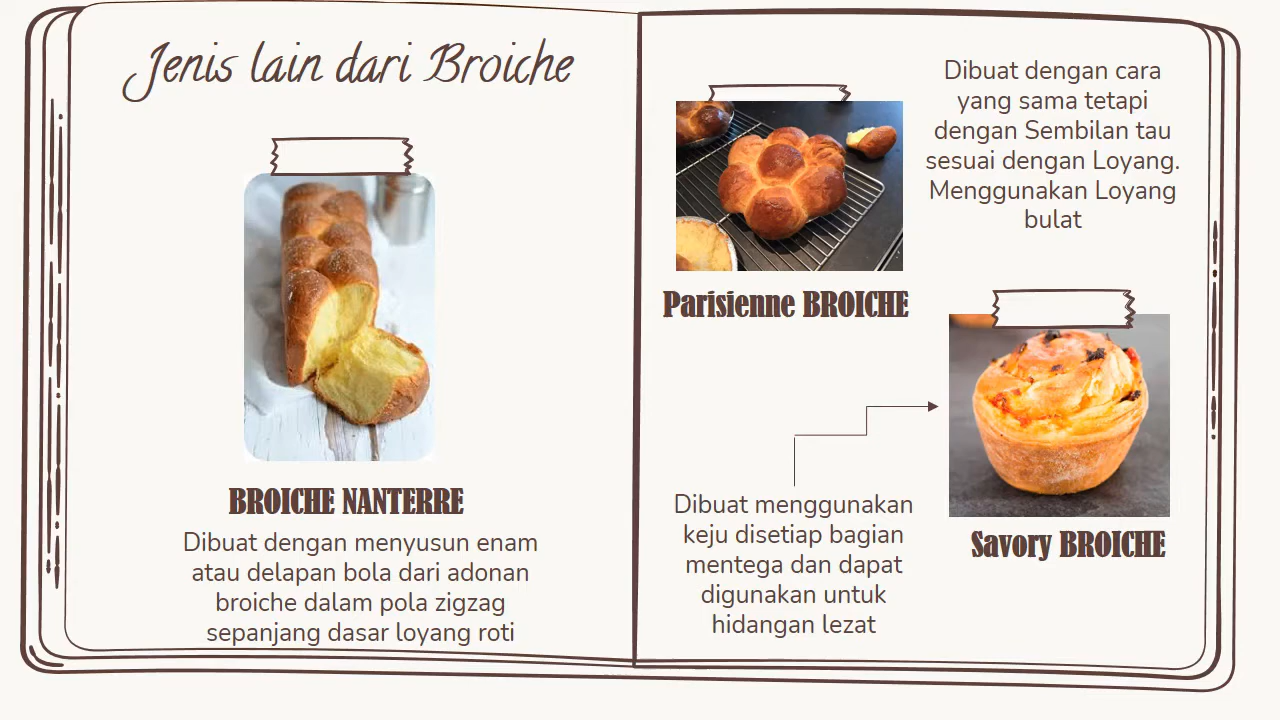 Jenis lain dari Broiche
BROICHE NANTERRE
Dibuat dengan menyusun enam
atau delapan bola dari adonan
broiche dalam pola zigzag
sepanjang dasar loyang roti
Dibuat dengan cara
yang sama tetapi
dengan Sembilan tau
sesuai dengan Loyang.
Menggunakan Loyang
bulat
Parisienne BROICHE
Dibuat menggunakan
keju disetiap bagian
mentega dan dapat
digunakan untuk
hidangan lezat
Savory BROICHE